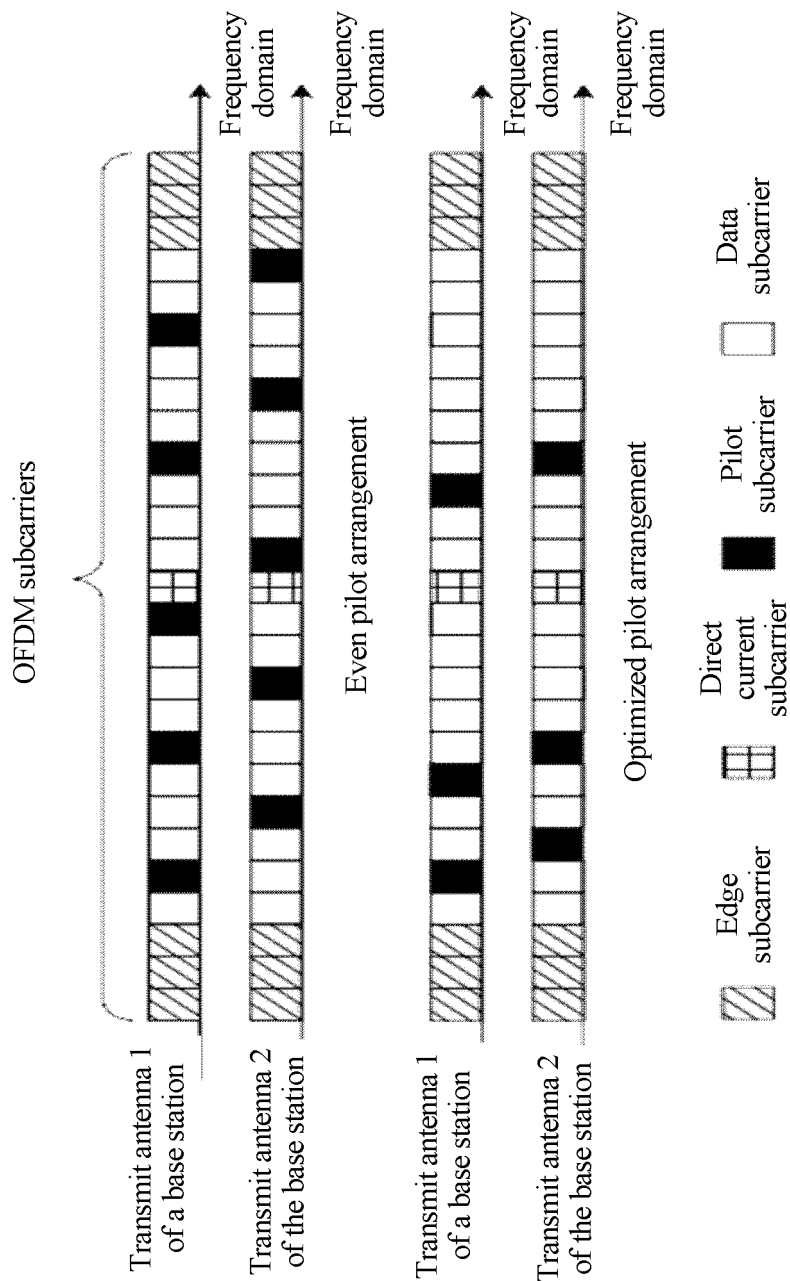 OFDM subcarriers
Transmit antenna 1
of a base station
Frequency
domain
Transmit antenna 2
of the base station
Frequency
domain
Even pilot arrangement
Transmit antenna 1
of a base station
Frequency
domain
Transmit antenna 2
of the base station
Frequency
domain
Optimized pilot arrangement
Edge
subcarrier
Direct
current
subcarrier
Pilot
subcarrier
Data
subcarrier